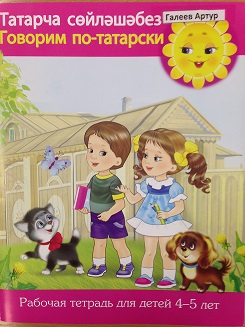 Татарча сөйләшәбез
Галеев Артур
Говорим по-татарски
Рабочая тетрадь для детей 4–5 лет